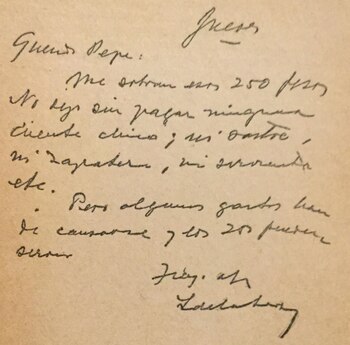 Jueves
Querido Pepe:
Me sobran esos 250 pesos
No dejo sin pagar ninguna
cuenta chica; ni sastre,
ni zapatero, ni
etc.
Pero algunos gastos han
de causarse y los 200 pueden
servir